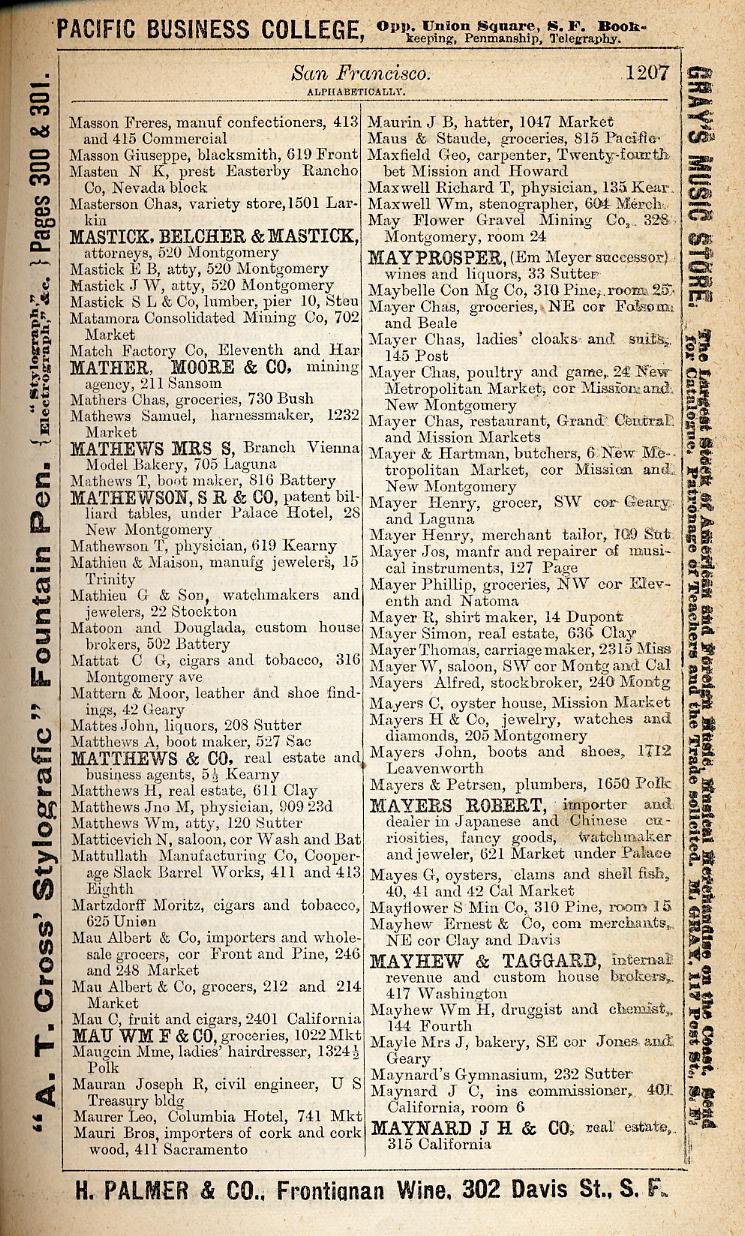 PACIFIC BUSINESS COLLEGE, Opp. Union Square, S. F. Book-
keeping, Penmanship, Telegraphy.
San Francisco. 1207
ALPHABETICALLY.
Masson Freres, manuf confectioners, 413
and 415 Commercial
Masson Giuseppe, blacksmith, 619 Front
Masten N K, prest Easterby Rancho
Co, Nevada block
Masterson Chas, variety store, 1501 Lar-
kin
MASTICK, BELCHER & MASTICK,
attorneys, 520 Montgomery
Mastick E B, atty, 520 Montgomery
Mastick J W, atty, 520 Montgomery
Mastick S L & Co, lumber, pier 10, Steu
Matamora Consolidated Mining Co, 702
Market
Match Factory Co, Eleventh and Har
MATHER, MOORE & CO, mining
agency, 211 Sansom
Mathers Chas, groceries, 730 Bush
Mathews Samuel, harnessmaker, 1232
Market
MATHEWS MRS S, Branch Vienna
Model Bakery, 705 Laguna
Mathews T, boot maker, 816 Battery
MATHEWSON, S R & CO, patent bil-
liard tables, under Palace Hotel, 28
New Montgomery
Mathewson T, physician, 619 Kearny
Mathieu & Maison, manufg jewelers, 15
Trinity
Mathieu G & Son, watchmakers and
jewelers, 22 Stockton
Matoon and Douglada, custom house
brokers, 502 Battery
Mattat C G, cigars and tobacco, 316
Montgomery ave
Mattern & Moor, leather and shoe find-
ings, 42 Geary
Mattes John, liquors, 208 Sutter
Matthews A, boot maker, 527 Sac
MATTHEWS & CO, real estate and
business agents, 5½ Kearny
Matthews H, real estate, 611 Clay
Matthews Jno M, physician, 909 23d
Matthews Wm, atty, 120 Sutter
Matticevich N, saloon, cor Wash and Bat
Mattullath Manufacturing Co, Cooper-
age Slack Barrel Works, 411 and 413
Eighth
Martzdorff Moritz, cigars and tobacco,
625 Union
Mau Albert & Co, importers and whole-
sale grocers, cor Front and Pine, 246
and 248 Market
Mau Albert & Co, grocers, 212 and 214
Market
Mau C, fruit and cigars, 2401 California
MAU WM F & CO, groceries, 1022 Mkt
Maugcin Mme, ladies' hairdresser, 1324½
Polk
Mauran Joseph R, civil engineer, U S
Treasury bldg
Maurer Leo, Columbia Hotel, 741 Mkt
Mauri Bros, importers of cork and cork
wood, 411 Sacramento
Maurin J B, hatter, 1047 Market
Maus & Staude, groceries, 815 Pacific
Maxfield Geo, carpenter, Twenty-fourth
bet Mission and Howard
Maxwell Richard T, physician, 135 Kear
Maxwell Wm, stenographer, 604 Merch
May Flower Gravel Mining Co, 328
Montgomery, room 24
MAY PROSPER, (Em Meyer successor)
wines and liquors, 33 Sutter
Maybelle Con Mg Co, 310 Pine, room 25
Mayer Chas, groceries, NE cor Folsom
and Beale
Mayer Chas, ladies' cloaks and suits,
145 Post
Mayer Chas, poultry and game, 24 New
Metropolitan Market, cor Mission and
New Montgomery
Mayer Chas, restaurant, Grand Central
and Mission Markets
Mayer & Hartman, butchers, 6 New Me-
tropolitan Market, cor Mission and
New Montgomery
Mayer Henry, grocer, SW cor Geary
and Laguna
Mayer Henry, merchant tailor, 109 Sut
Mayer Jos, manfr and repairer of musi-
cal instruments, 127 Page
Mayer Phillip, groceries, NW cor Elev-
enth and Natoma
Mayer R, shirt maker, 14 Dupont
Mayer Simon, real estate, 636 Clay
Mayer Thomas, carriage maker, 2315 Miss
Mayer W, saloon, SW cor Montg and Cal
Mayers Alfred, stockbroker, 240 Montg
Mayers C, oyster house, Mission Market
Mayers H & Co, jewelry, watches and
diamonds, 205 Montgomery
Mayers John, boots and shoes, 1712
Leavenworth
Mayers & Petrsen, plumbers, 1650 Polk
MAYERS ROBERT, importer and
dealer in Japanese and Chinese cu-
riosities, fancy goods, watchmaker
and jeweler, 621 Market under Palace
Mayes G, oysters, clams and shell fish,
40, 41 and 42 Cal Market
Mayflower S Min Co, 310 Pine, room 15
Mayhew Ernest & Co, com merchants,
NE cor Clay and Davis
MAYHEW & TAGGARD, internal
revenue and custom house brokers,
417 Washington
Mayhew Wm H, druggist and chemist,
144 Fourth
Mayle Mrs J, bakery, SE cor Jones and
Geary
Maynard's Gymnasium, 232 Sutter
Maynard J C, ins commissioner, 401
California, room 6
MAYNARD J H & CO, real estate,
315 California
"A. T. Cross' Stylografic" Fountain Pen. { "Stylograph," Electrograph," &c. } Pages 300 & 301.
GRAY'S MUSIC STORE. The Largest Stock of American and Foreign Music, Musical Merchandise on the Coast. Send
for Catalogue. Patronage of Teachers and the Trade solicited. M. GRAY, 117 Post St., S. F.
H. PALMER & CO., Frontignan Wine, 302 Davis St., S. F.